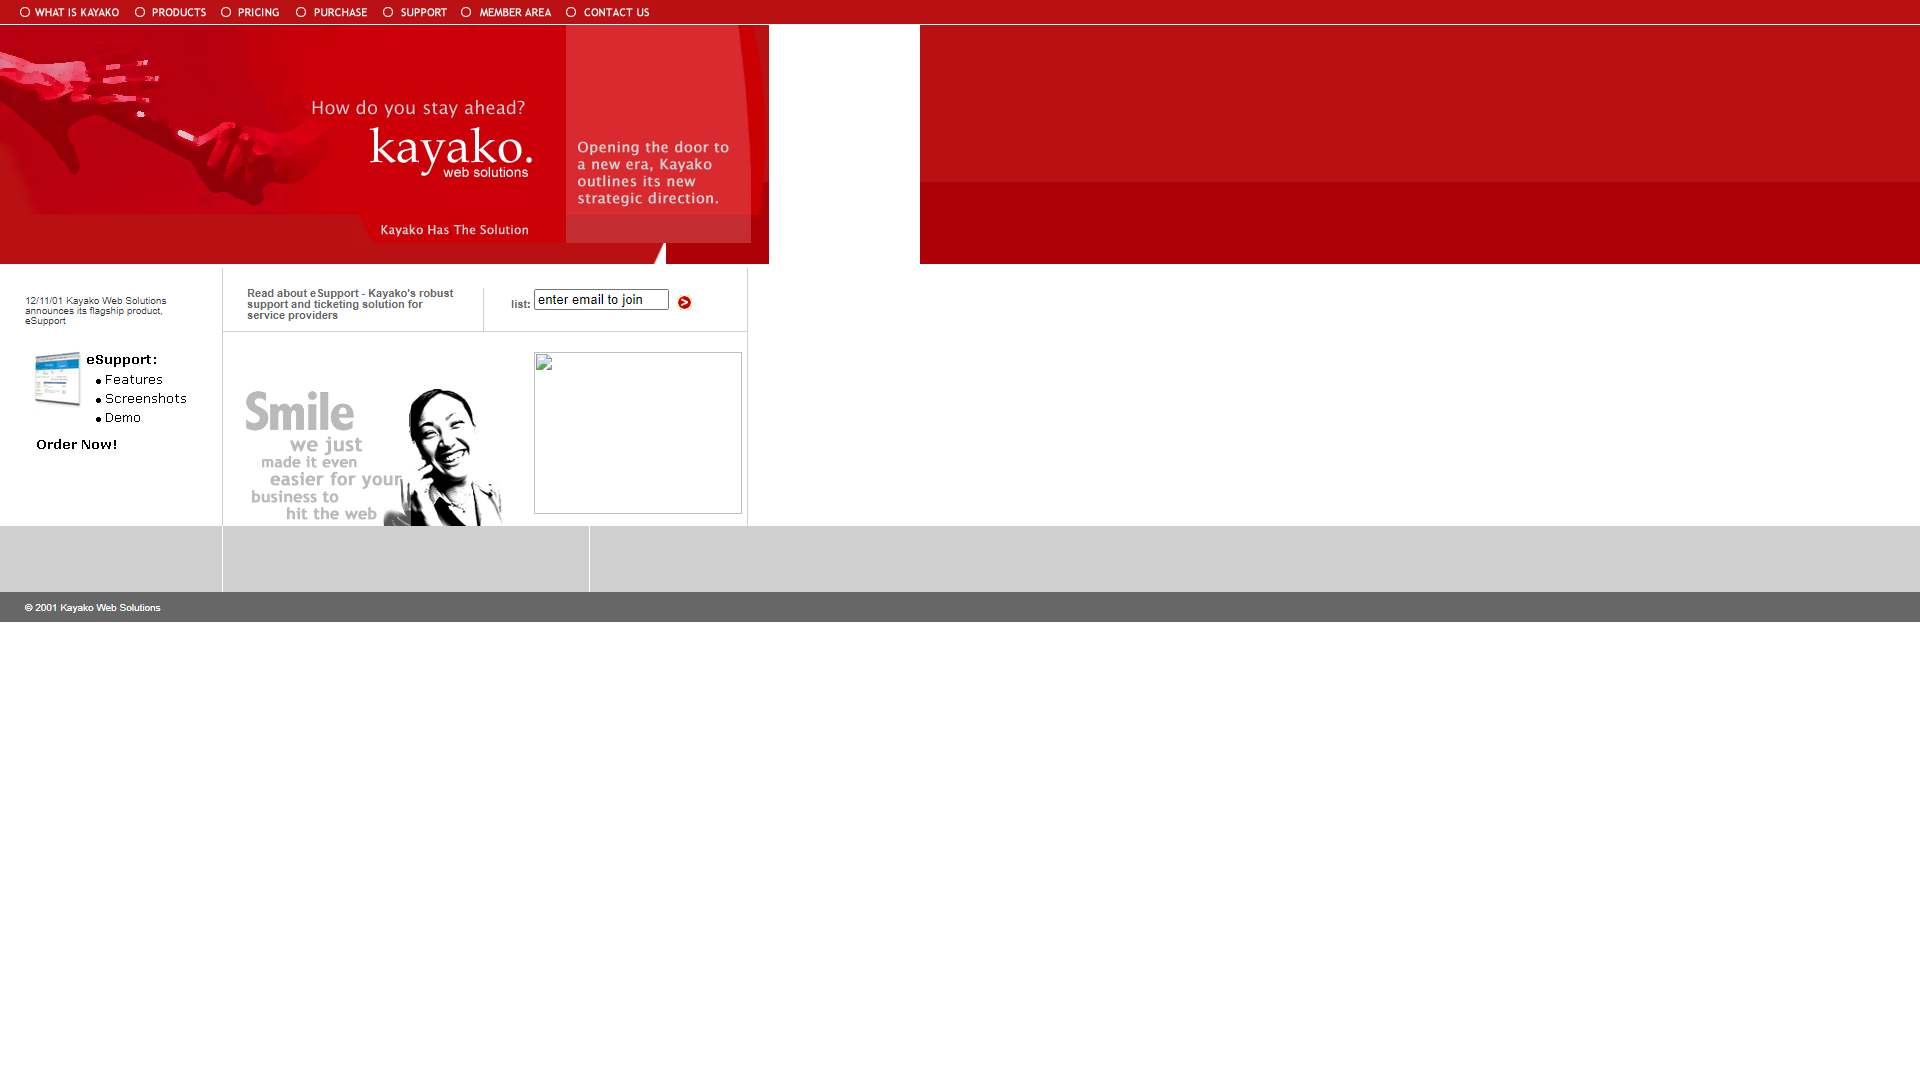 WHAT IS KAYAKO PRODUCTS PRICING PURCHASE SUPPORT MEMBER AREA CONTACT US
How do you stay ahead?
kayako.
web solutions
Kayako Has The Solution
Opening the door to
a new era, Kayako
outlines its new
strategic direction.
12/11/01 Kayako Web Solutions
announces its flagship product,
eSupport
eSupport:
Features
Screenshots
Demo
Order Now!
Read about eSupport - Kayako's robust
support and ticketing solution for
service providers
list: enter email to join
Smile
we just
made it even
easier for your
business to
hit the web
© 2001 Kayako Web Solutions